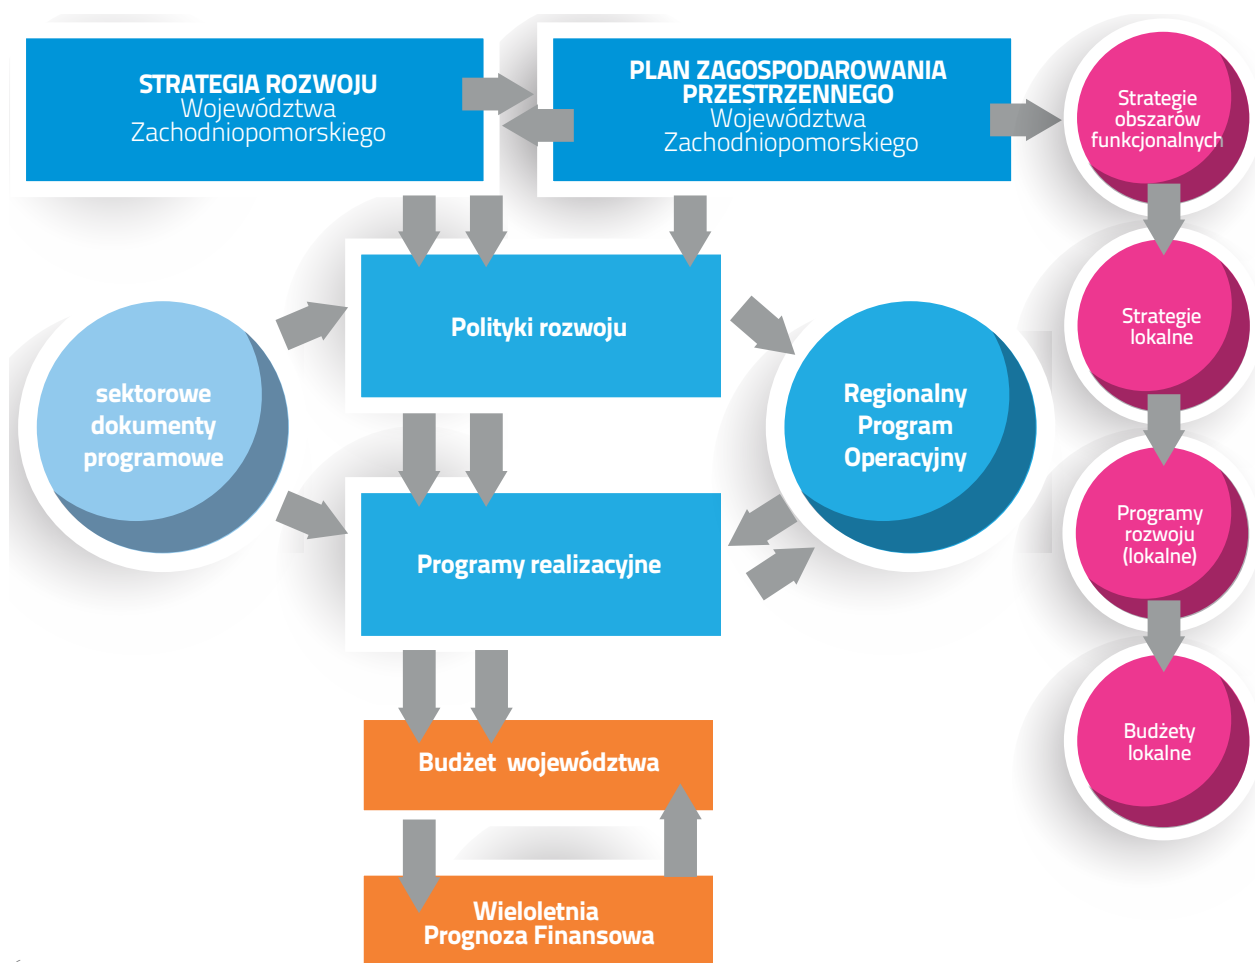 STRATEGIA ROZWOJU
Województwa
Zachodniopomorskiego
PLAN ZAGOSPODAROWANIA
PRZESTRZENNEGO
Województwa
Zachodniopomorskiego
Strategie
obszarów
funkcjonalnych
Polityki rozwoju
Strategie
lokalne
sektorowe
dokumenty
programowe
Regionalny
Program
Operacyjny
Programy
rozwoju
(lokalne)
Programy realizacyjne
Budżet województwa
Budżety
lokalne
Wieloletnia
Prognoza Finansowa